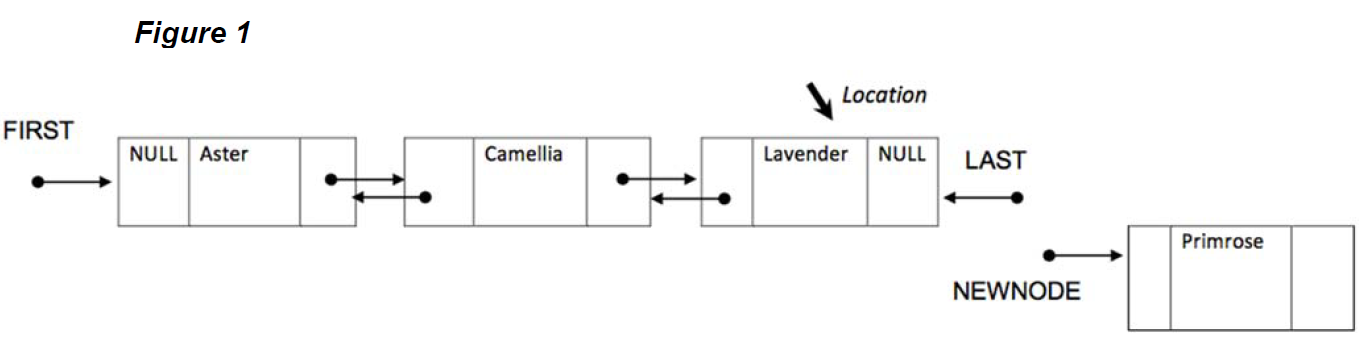 Figure 1
Location
FIRST
NULL Aster
Camellia
Lavender NULL
LAST
Primrose
NEWNODE